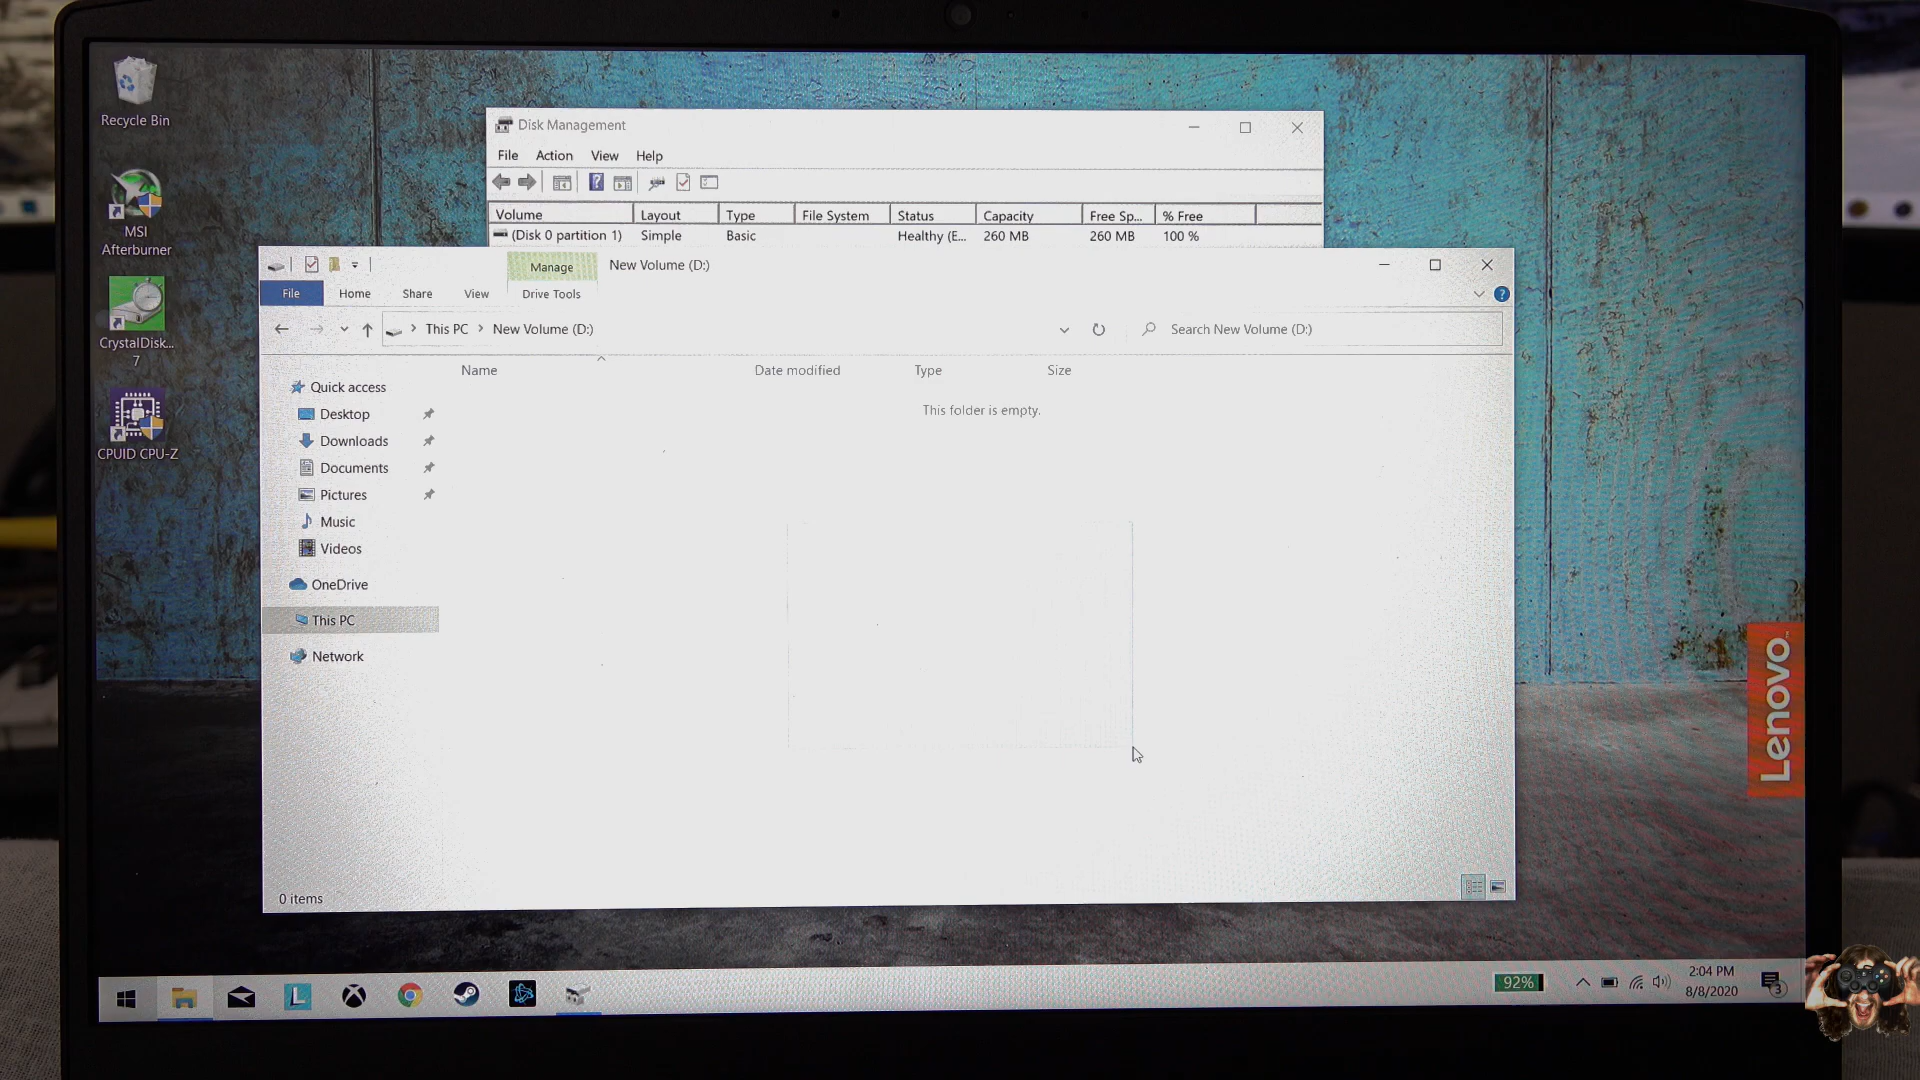 Recycle Bin
MSI
Afterburner
CrystalDisk...
7
CPUID CPU-Z
Disk Management
File Action View Help
Volume Layout Type File System Status Capacity Free Sp... % Free
(Disk 0 partition 1) Simple Basic Healthy (E... 260 MB 260 MB 100 %
Manage New Volume (D:)
File Home Share View Drive Tools
This PC > New Volume (D:) Search New Volume (D:)
Name Date modified Type Size
This folder is empty.
Quick access
Desktop
Downloads
Documents
Pictures
Music
Videos
OneDrive
This PC
Network
0 items
Lenovo
92%
2:04 PM
8/8/2020
3